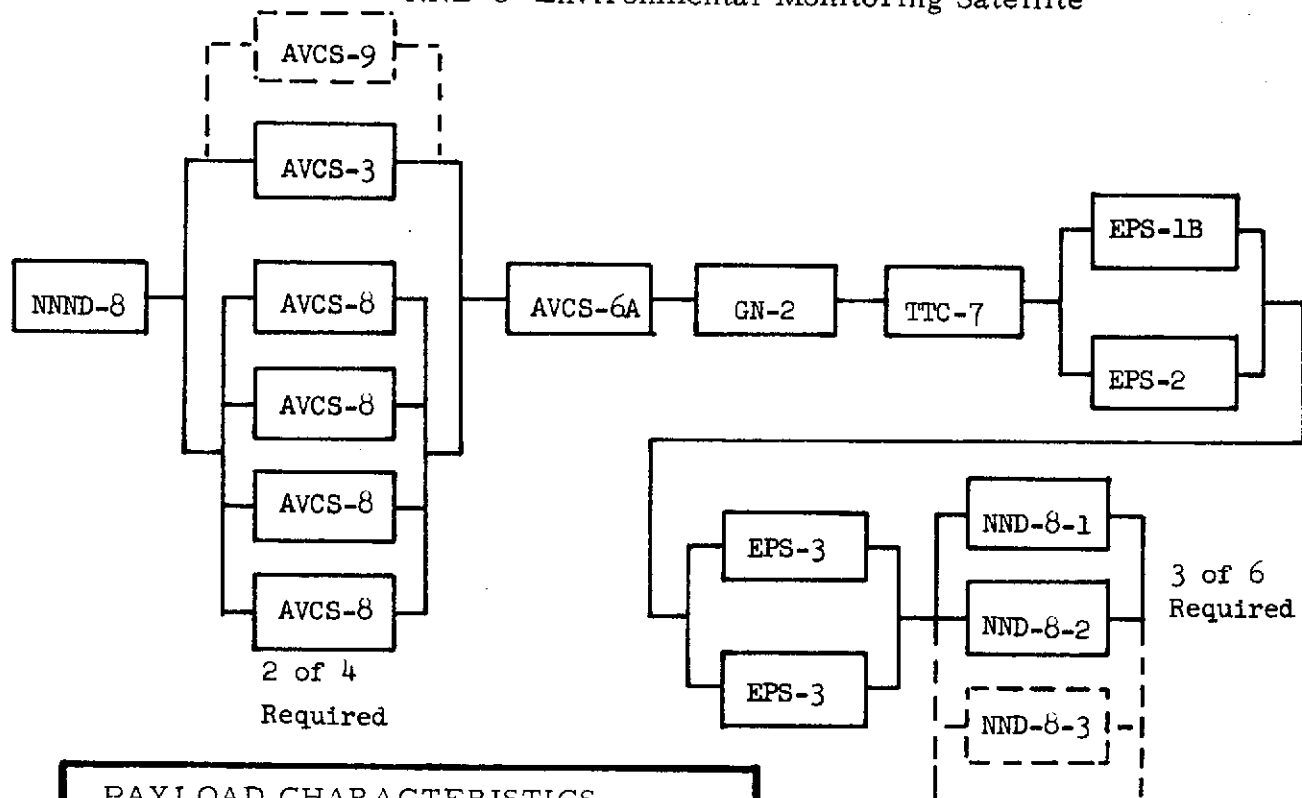 Environmental Monitoring Satellite
AVCS-9
AVCS-3
NNND-8
AVCS-8
AVCS-8
AVCS-8
AVCS-8
2 of 4
Required
AVCS-6A
GN-2
TTC-7
EPS-1B
EPS-2
EPS-3
EPS-3
NND-8-1
NND-8-2
NND-8-3
3 of 6
Required
PAYLOAD CHARACTERISTICS